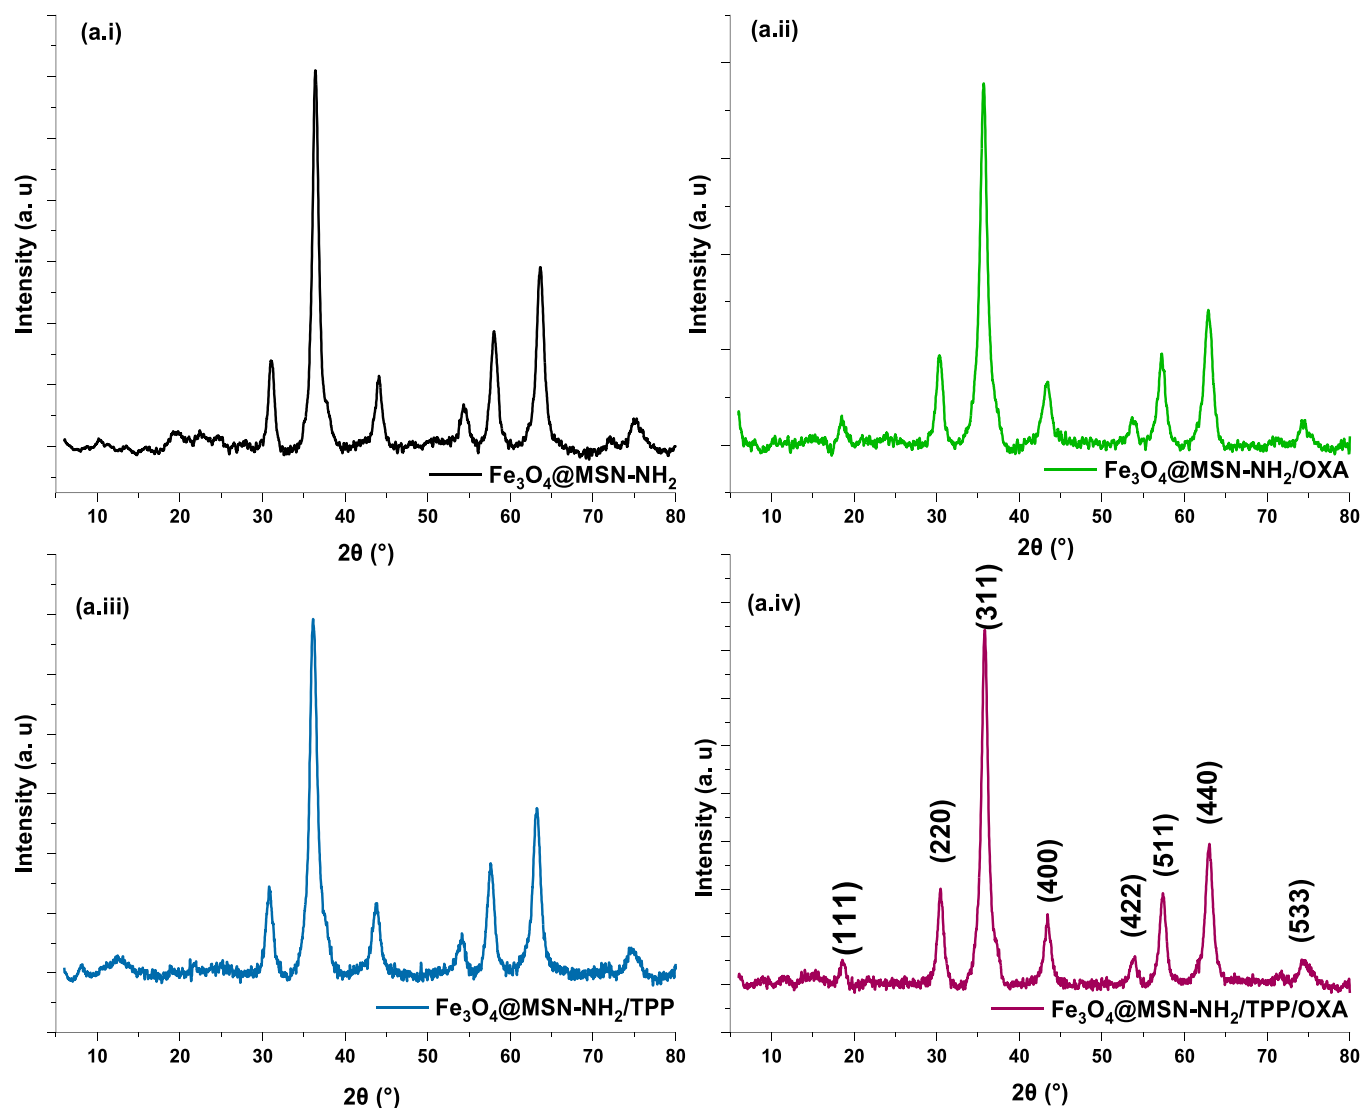 (a.i)
Intensity (a. u)
Fe₃O₄@MSN-NH₂
10 20 30 40 50 60 70 80
2θ (°)
(a.ii)
Intensity (a. u)
Fe₃O₄@MSN-NH₂/OXA
10 20 30 40 50 60 70 80
2θ (°)
(a.iii)
Intensity (a. u)
Fe₃O₄@MSN-NH₂/TPP
10 20 30 40 50 60 70 80
2θ (°)
(a.iv)
Intensity (a. u)
(111)
(220)
(311)
(400)
(422)
(511)
(440)
(533)
Fe₃O₄@MSN-NH₂/TPP/OXA
10 20 30 40 50 60 70 80
2θ (°)